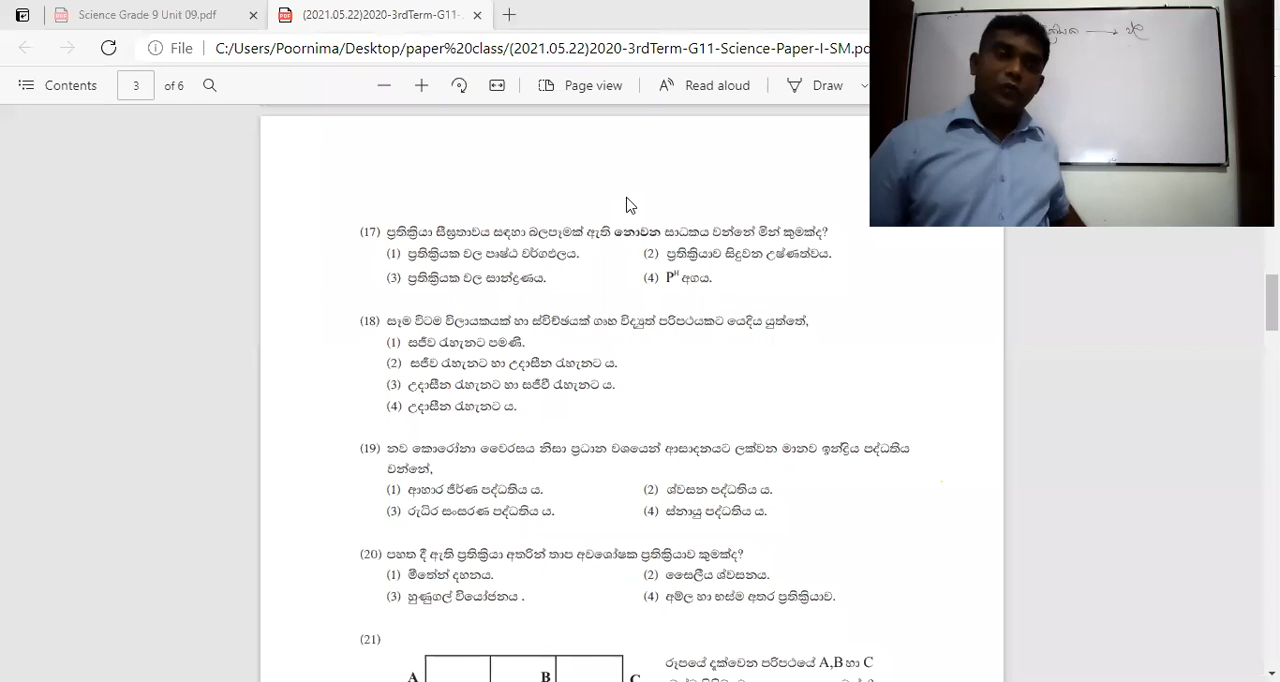 Science Grade 9 Unit 09.pdf
(2021.05.22)2020-3rdTerm-G11-
File C:/Users/Poornima/Desktop/paper%20class/(2021.05.22)2020-3rdTerm-G11-Science-Paper-I-SM.pd
Contents 3 of 6 Page view Read aloud Draw
(17) ප්‍රතික්‍රියා සීඝ්‍රතාවය සඳහා බලපෑමක් ඇති නොවන සාධකය වන්නේ මින් කුමක්ද?
(1) ප්‍රතික්‍රියක වල පෘෂ්ඨ වර්ගඵලය. (2) ප්‍රතික්‍රියාව සිදුවන උෂ්ණත්වය.
(3) ප්‍රතික්‍රියක වල සාන්ද්‍රණය. (4) Pᴴ අගය.
(18) සෑම විටම විලායකයක් හා ස්විච්ඡයක් ගෘහ විද්‍යුත් පරිපථයකට යෙදිය යුත්තේ,
(1) සජීව රැහැනට පමණි.
(2) සජීව රැහැනට හා උදාසීන රැහැනට ය.
(3) උදාසීන රැහැනට හා සජීවී රැහැනට ය.
(4) උදාසීන රැහැනට ය.
(19) නව කොරෝනා වෛරසය නිසා ප්‍රධාන වශයෙන් ආසාදනයට ලක්වන මානව ඉන්ද්‍රිය පද්ධතිය
වන්නේ,
(1) ආහාර ජීර්ණ පද්ධතිය ය. (2) ශ්වසන පද්ධතිය ය.
(3) රුධිර සංසරණ පද්ධතිය ය. (4) ස්නායු පද්ධතිය ය.
(20) පහත දී ඇති ප්‍රතික්‍රියා අතරින් තාප අවශෝෂක ප්‍රතික්‍රියාව කුමක්ද?
(1) මීතේන් දහනය. (2) සෛලීය ශ්වසනය.
(3) හුණුගල් වියෝජනය . (4) අම්ල හා භස්ම අතර ප්‍රතික්‍රියාව.
(21)
A B C රූපයේ දැක්වෙන පරිපථයේ A,B හා C